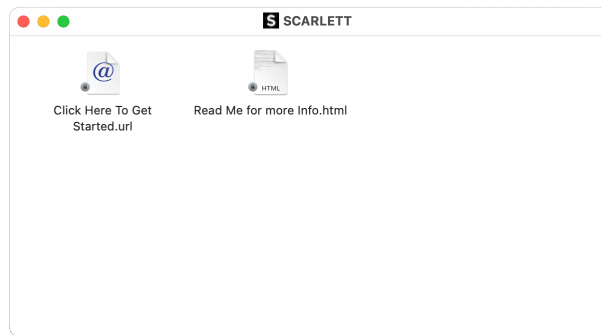 S SCARLETT
@
HTML
Click Here To Get
Started.url
Read Me for more Info.html